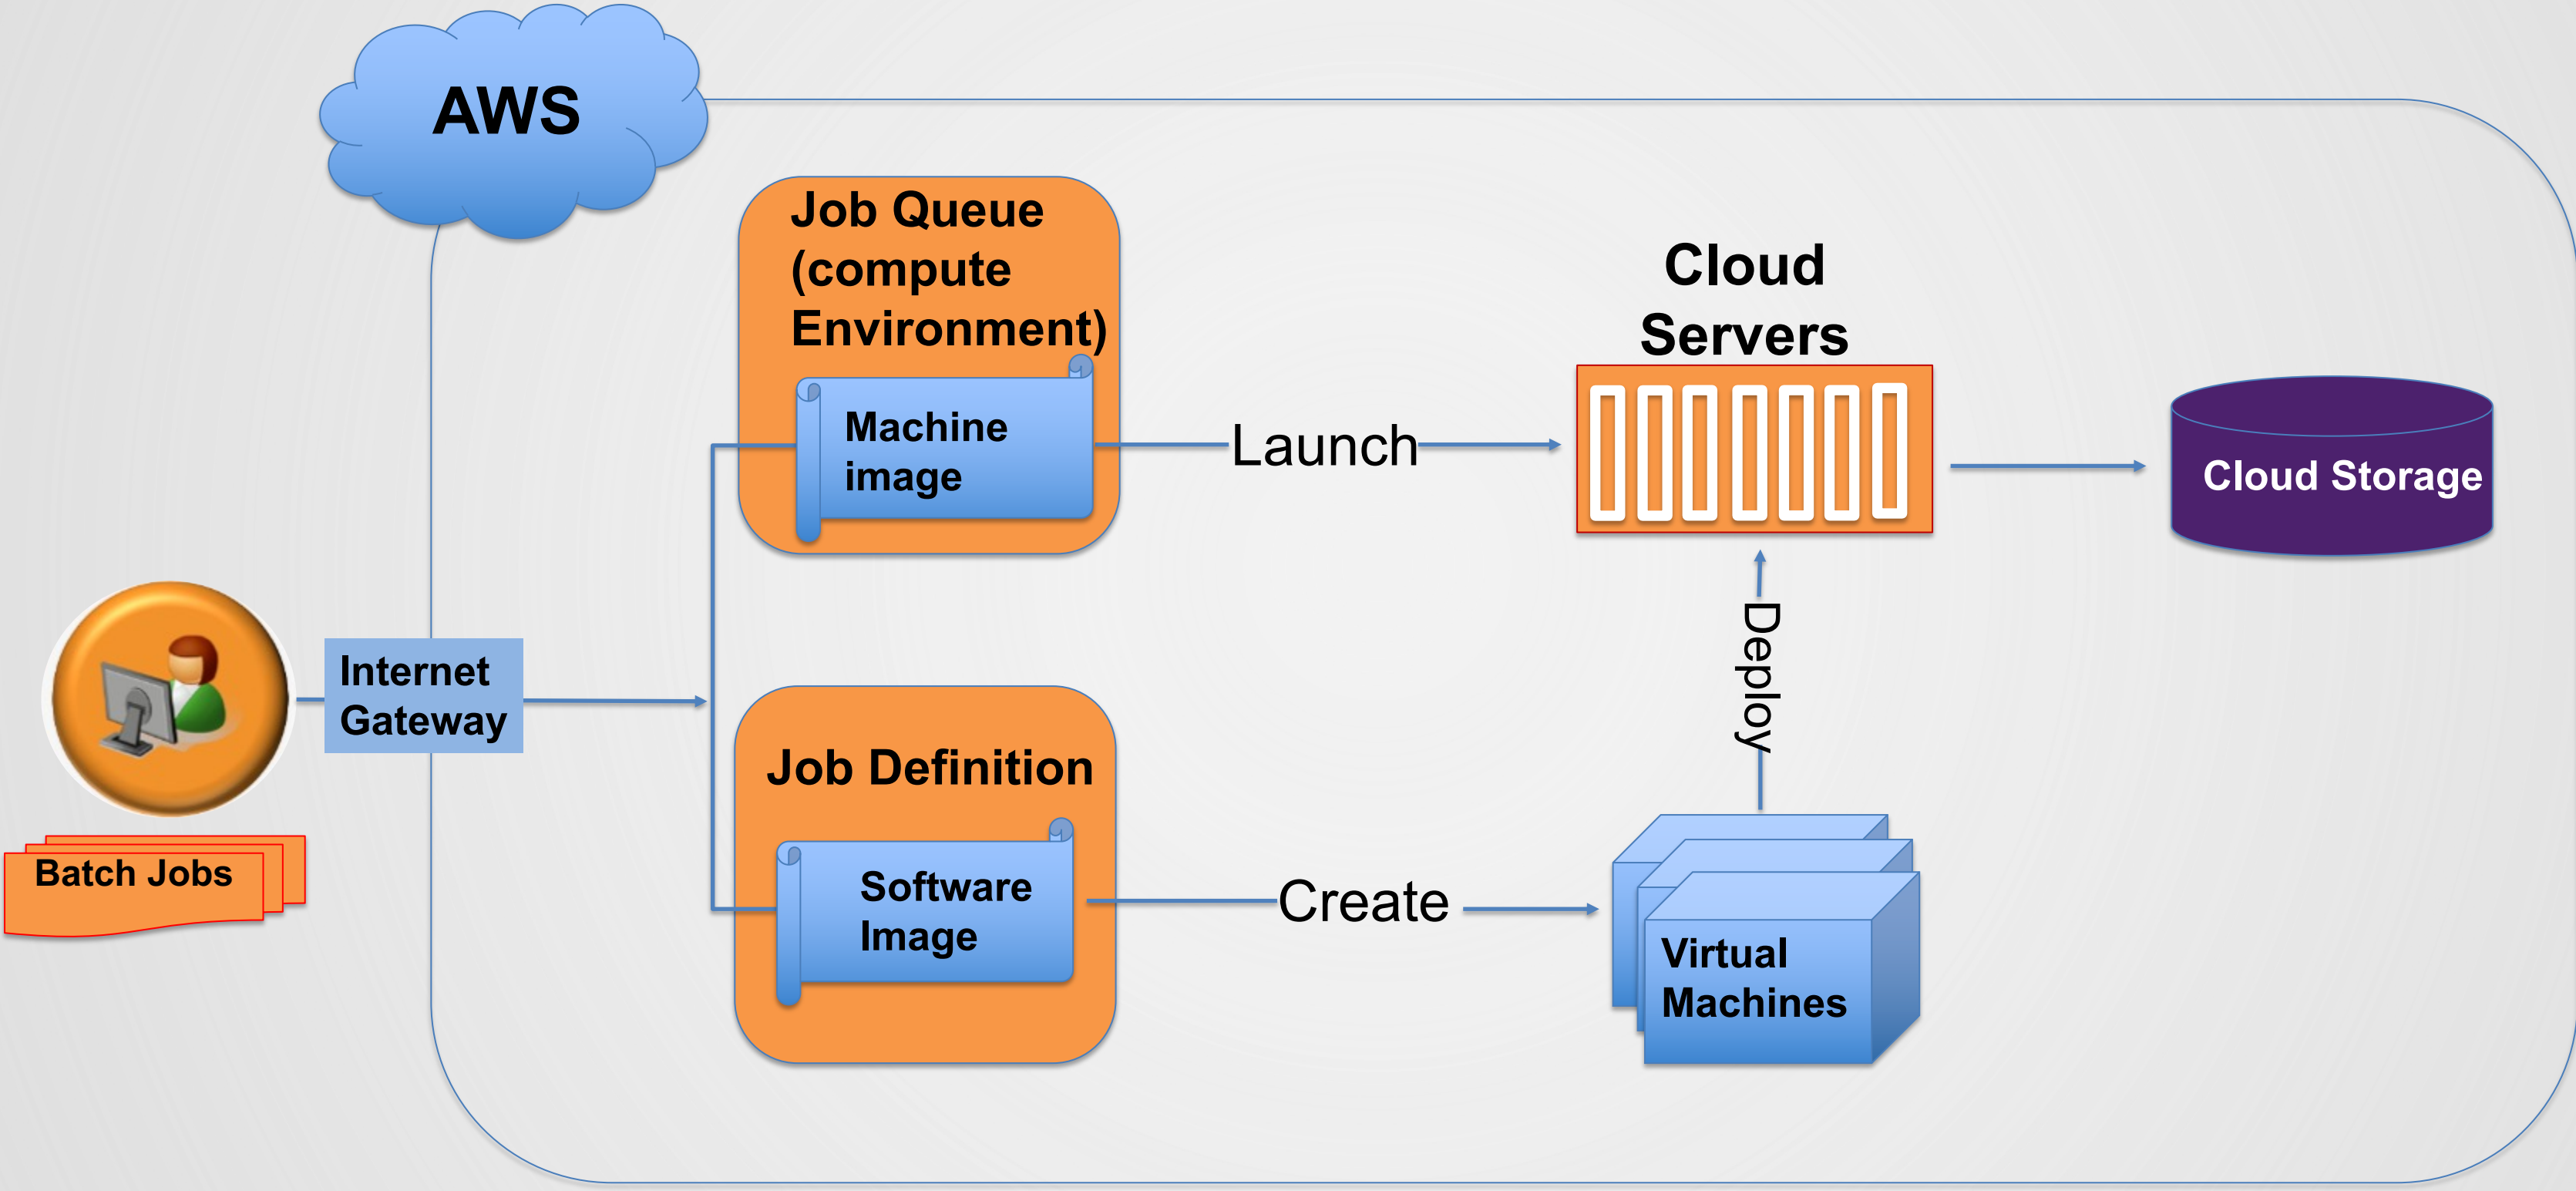 AWS
Job Queue
(compute
Environment)
Machine
image
Launch
Cloud
Servers
Cloud Storage
Internet
Gateway
Batch Jobs
Job Definition
Software
Image
Create
Deploy
Virtual
Machines